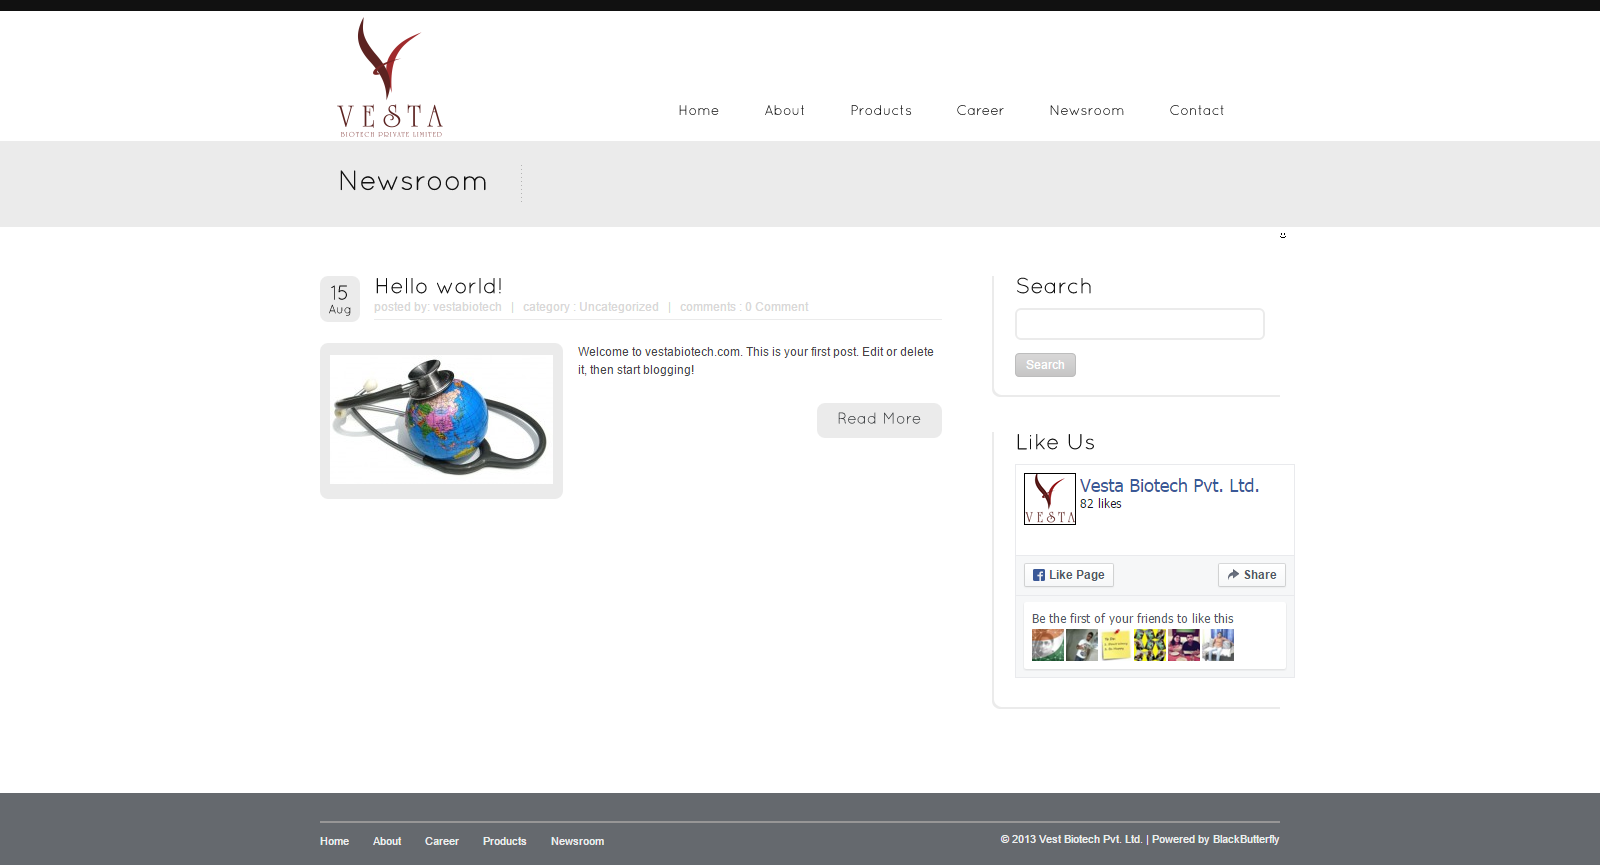 VESTA
BIOTECH PRIVATE LIMITED
Home About Products Career Newsroom Contact
Newsroom
15
Aug
Hello world!
posted by: vestabiotech | category : Uncategorized | comments : 0 Comment
Welcome to vestabiotech.com. This is your first post. Edit or delete
it, then start blogging!
Read More
Search
Search
Like Us
VESTA
Vesta Biotech Pvt. Ltd.
82 likes
Like Page
Share
Be the first of your friends to like this
Home About Career Products Newsroom
© 2013 Vest Biotech Pvt. Ltd. | Powered by BlackButterfly